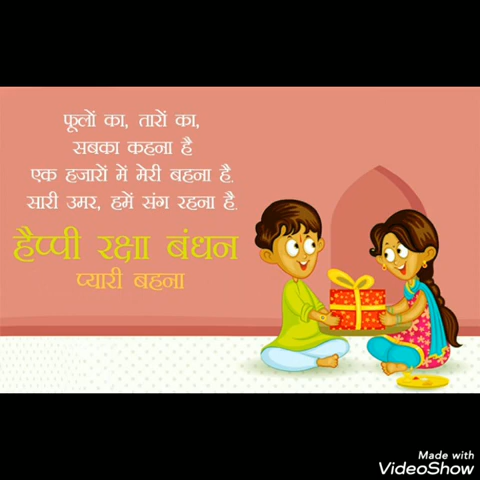 फूलों का, तारों का,
सबका कहना है
एक हजारों में मेरी बहना है.
सारी उमर, हमें संग रहना है.
हैप्पी रक्षा बंधन
प्यारी बहना
Made with
VideoShow